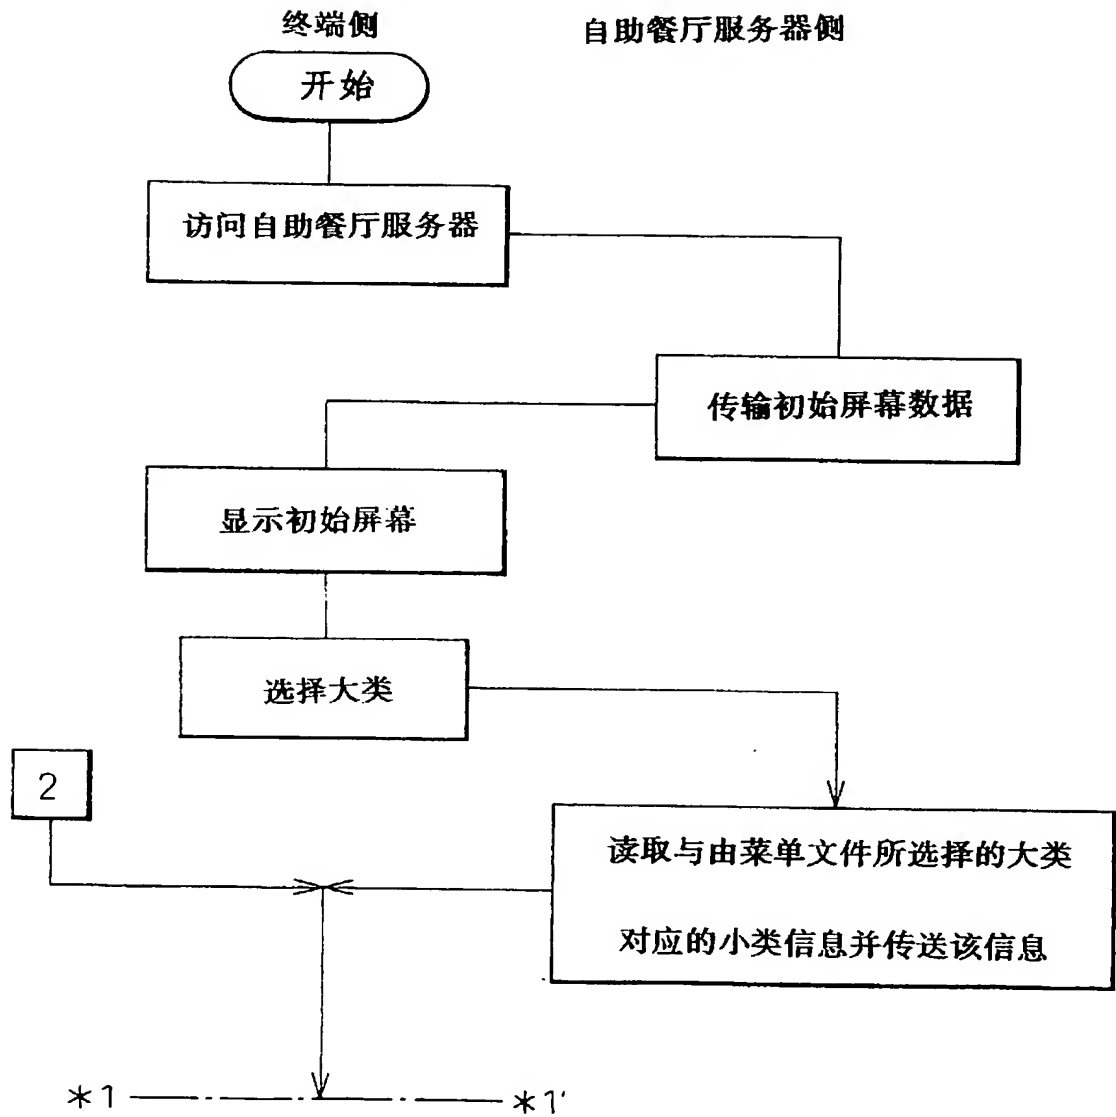 终端侧
自助餐厅服务器侧
开始
访问自助餐厅服务器
传输初始屏幕数据
显示初始屏幕
选择大类
2
读取与由菜单文件所选择的大类
对应的小类信息并传送该信息
*1
*1'